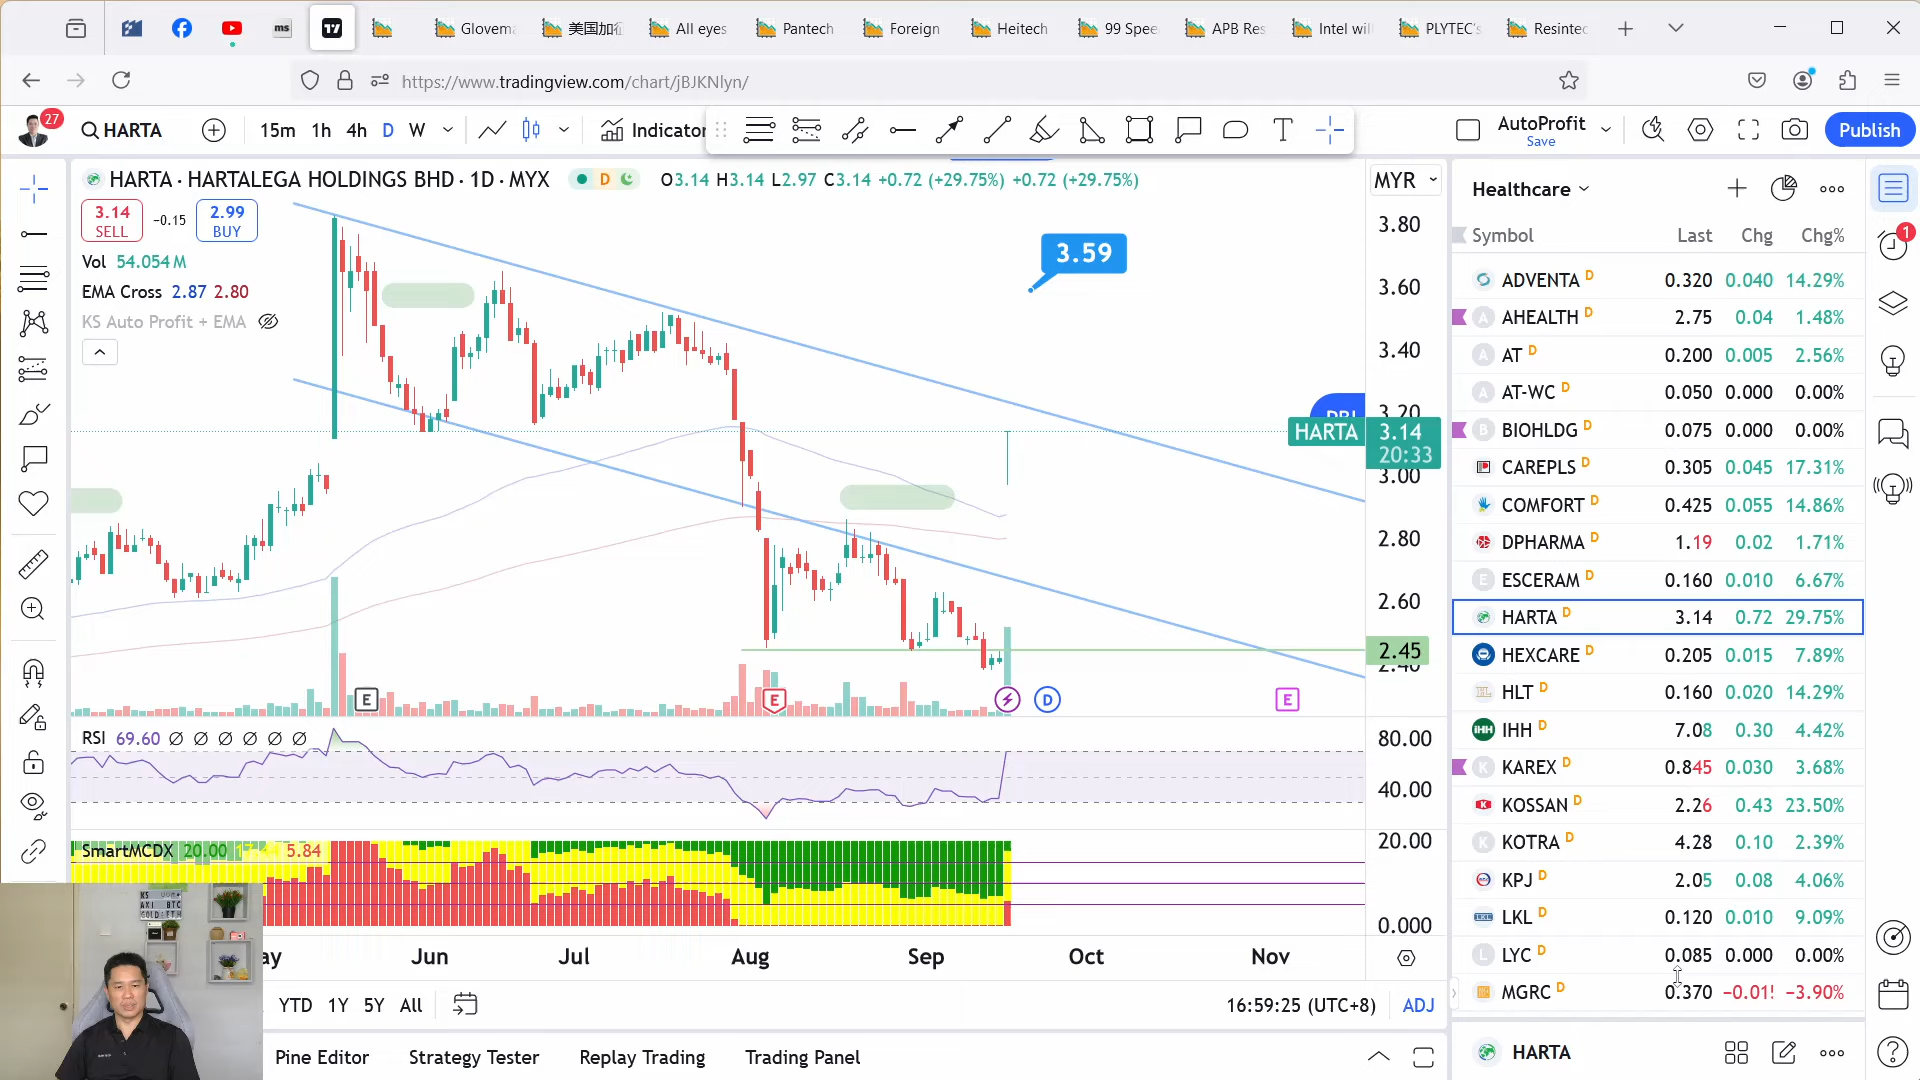 ms
Glovema
美国加征
All eyes
Pantech
Foreign
Heitech
99 Spee
APB Res
Intel will
PLYTEC's
Resintec
https://www.tradingview.com/chart/jBJKNlyn/
27
HARTA
15m 1h 4h D W
Indicator
T
AutoProfit
Save
Publish
HARTA · HARTALEGA HOLDINGS BHD · 1D · MYX
D
O3.14 H3.14 L2.97 C3.14 +0.72 (+29.75%) +0.72 (+29.75%)
MYR
3.14
SELL
−0.15
2.99
BUY
Vol 54.054 M
EMA Cross 2.87 2.80
KS Auto Profit + EMA
3.59
3.80
3.60
3.40
3.20
HARTA 3.14
20:33
3.00
2.80
2.60
2.45
2.40
E
E
D
E
RSI 69.60 ∅ ∅ ∅ ∅ ∅ ∅
80.00
40.00
SmartMCDX 20.00 5.84
20.00
0.000
Jun Jul Aug Sep Oct Nov
YTD 1Y 5Y All
16:59:25 (UTC+8) ADJ
Pine Editor Strategy Tester Replay Trading Trading Panel
Healthcare
1
Symbol Last Chg Chg%
ADVENTA D 0.320 0.040 14.29%
A AHEALTH D 2.75 0.04 1.48%
A AT D 0.200 0.005 2.56%
A AT-WC D 0.050 0.000 0.00%
B BIOHLDG D 0.075 0.000 0.00%
CAREPLS D 0.305 0.045 17.31%
COMFORT D 0.425 0.055 14.86%
DPHARMA D 1.19 0.02 1.71%
E ESCERAM D 0.160 0.010 6.67%
HARTA D 3.14 0.72 29.75%
HEXCARE D 0.205 0.015 7.89%
HLT D 0.160 0.020 14.29%
IHH D 7.08 0.30 4.42%
K KAREX D 0.845 0.030 3.68%
KOSSAN D 2.26 0.43 23.50%
K KOTRA D 4.28 0.10 2.39%
KPJ D 2.05 0.08 4.06%
LKL D 0.120 0.010 9.09%
L LYC D 0.085 0.000 0.00%
MGRC D 0.370 −0.01! −3.90%
HARTA